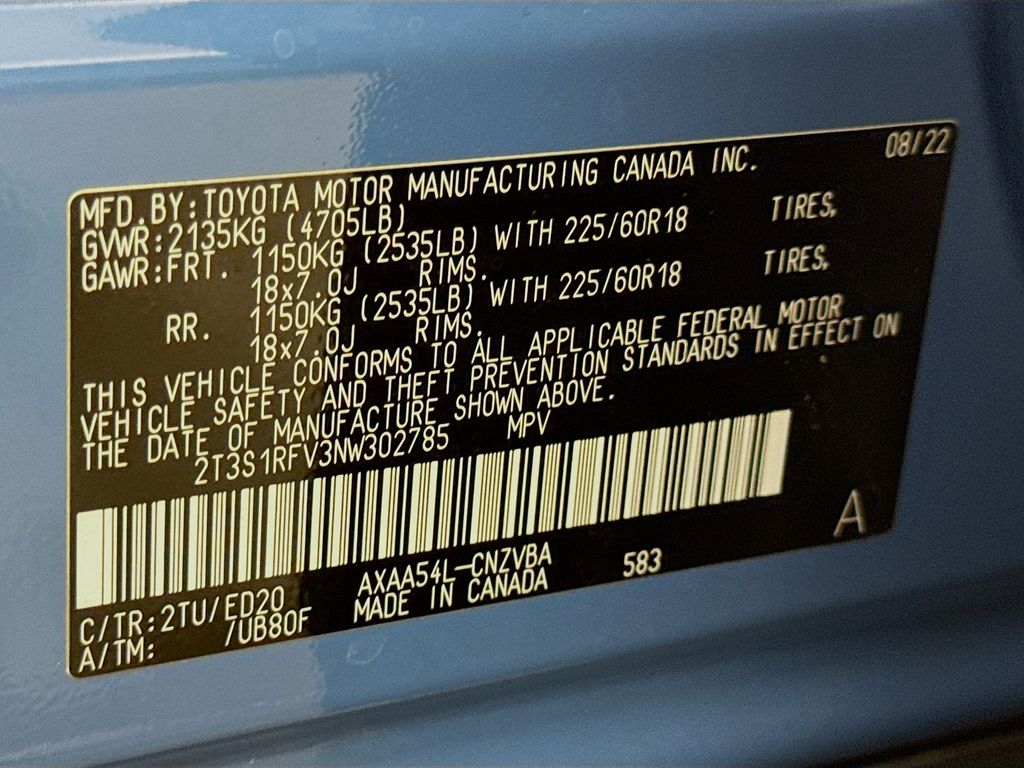 08/22
MFD.BY:TOYOTA MOTOR MANUFACTURING CANADA INC.
GVWR:2135KG (4705LB)
GAWR:FRT. 1150KG (2535LB) WITH 225/60R18 TIRES,
18x7.0J RIMS.
RR. 1150KG (2535LB) WITH 225/60R18 TIRES,
18x7.0J RIMS.
THIS VEHICLE CONFORMS TO ALL APPLICABLE FEDERAL MOTOR
VEHICLE SAFETY AND THEFT PREVENTION STANDARDS IN EFFECT ON
THE DATE OF MANUFACTURE SHOWN ABOVE.
2T3S1RFV3NW302785 MPV
A
AXAA54L-CNZVBA 583
C/TR:2TU/ED20 MADE IN CANADA
A/TM: /UB80F